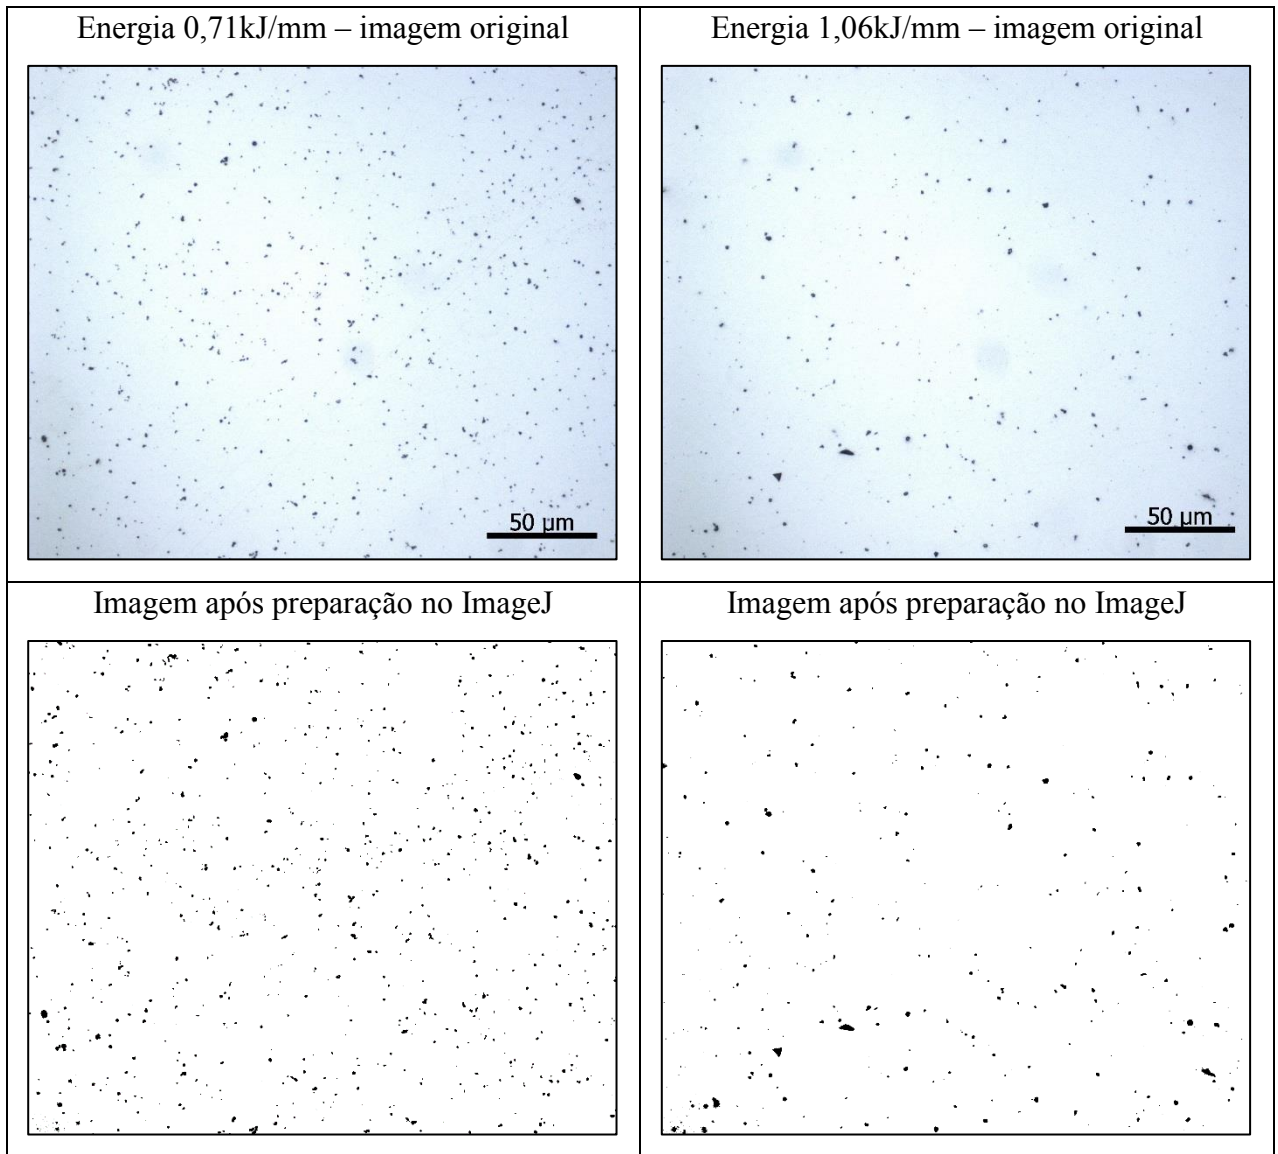 Energia 0,71kJ/mm – imagem original
Energia 1,06kJ/mm – imagem original
50 µm
50 µm
Imagem após preparação no ImageJ
Imagem após preparação no ImageJ